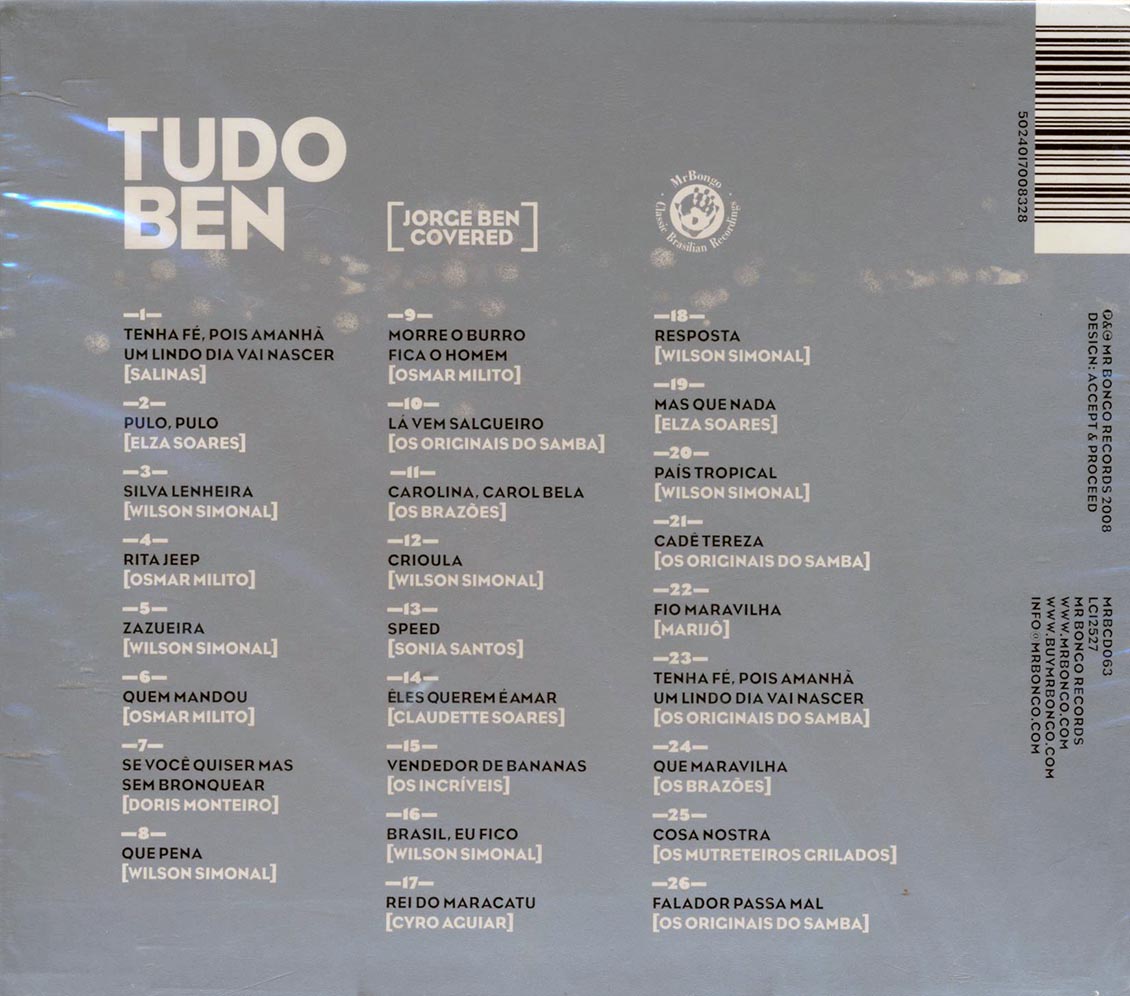 TUDO
BEN
[JORGE BEN
COVERED]
MrBongo
Classic Brasilian Recordings
—1—
TENHA FÉ, POIS AMANHÃ
UM LINDO DIA VAI NASCER
[SALINAS]
—2—
PULO, PULO
[ELZA SOARES]
—3—
SILVA LENHEIRA
[WILSON SIMONAL]
—4—
RITA JEEP
[OSMAR MILITO]
—5—
ZAZUEIRA
[WILSON SIMONAL]
—6—
QUEM MANDOU
[OSMAR MILITO]
—7—
SE VOCÊ QUISER MAS
SEM BRONQUEAR
[DORIS MONTEIRO]
—8—
QUE PENA
[WILSON SIMONAL]
—9—
MORRE O BURRO
FICA O HOMEM
[OSMAR MILITO]
—10—
LÁ VEM SALGUEIRO
[OS ORIGINAIS DO SAMBA]
—11—
CAROLINA, CAROL BELA
[OS BRAZÕES]
—12—
CRIOULA
[WILSON SIMONAL]
—13—
SPEED
[SONIA SANTOS]
—14—
ÊLES QUEREM É AMAR
[CLAUDETTE SOARES]
—15—
VENDEDOR DE BANANAS
[OS INCRÍVEIS]
—16—
BRASIL, EU FICO
[WILSON SIMONAL]
—17—
REI DO MARACATU
[CYRO AGUIAR]
—18—
RESPOSTA
[WILSON SIMONAL]
—19—
MAS QUE NADA
[ELZA SOARES]
—20—
PAÍS TROPICAL
[WILSON SIMONAL]
—21—
CADÊ TEREZA
[OS ORIGINAIS DO SAMBA]
—22—
FIO MARAVILHA
[MARIJÔ]
—23—
TENHA FÉ, POIS AMANHÃ
UM LINDO DIA VAI NASCER
[OS ORIGINAIS DO SAMBA]
—24—
QUE MARAVILHA
[OS BRAZÕES]
—25—
COSA NOSTRA
[OS MUTRETEIROS GRILADOS]
—26—
FALADOR PASSA MAL
[OS ORIGINAIS DO SAMBA]
5024017008328
℗&© MR BONGO RECORDS 2008
DESIGN: ACCEPT & PROCEED
MRBCD063
LC12527
MR BONGO RECORDS
WWW.MRBONGO.COM
WWW.BUYMRBONGO.COM
INFO@MRBONGO.COM